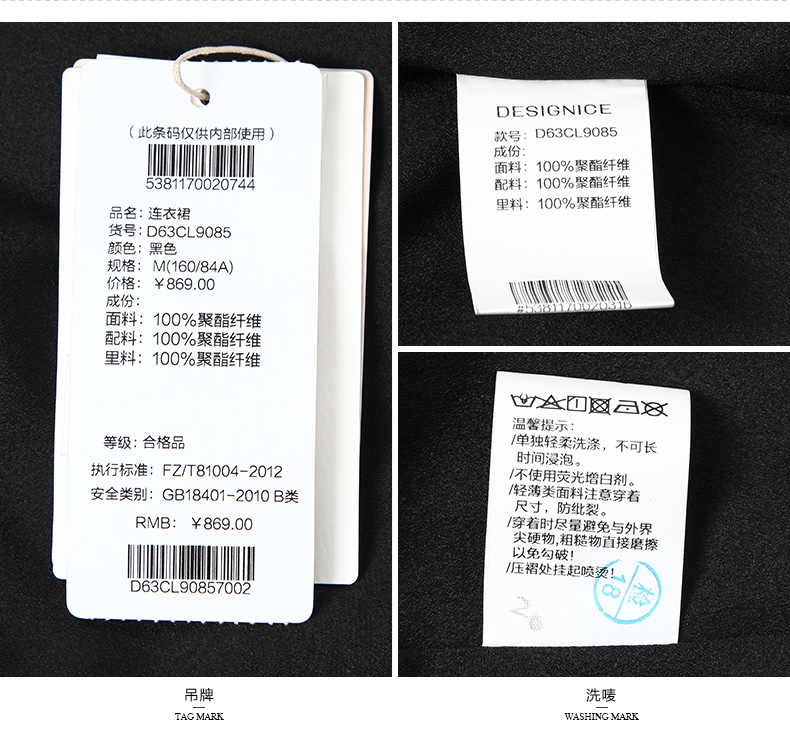 （此条码仅供内部使用）
5381170020744
品名：连衣裙
货号：D63CL9085
颜色：黑色
规格：M(160/84A)
价格：￥869.00
成份：
面料：100%聚酯纤维
配料：100%聚酯纤维
里料：100%聚酯纤维
等级：合格品
执行标准：FZ/T81004-2012
安全类别：GB18401-2010 B类
RMB：￥869.00
D63CL90857002
DESIGNICE
款号：D63CL9085
成份：
面料：100%聚酯纤维
配料：100%聚酯纤维
里料：100%聚酯纤维
#5381170020316
温馨提示：
/单独轻柔洗涤，不可长
时间浸泡。
/不使用荧光增白剂。
/轻薄类面料注意穿着
尺寸，防纰裂。
/穿着时尽量避免与外界
尖硬物,粗糙物直接磨擦
以免勾破！
/压褶处挂起喷烫！
检
18
吊牌
TAG MARK
洗唛
WASHING MARK